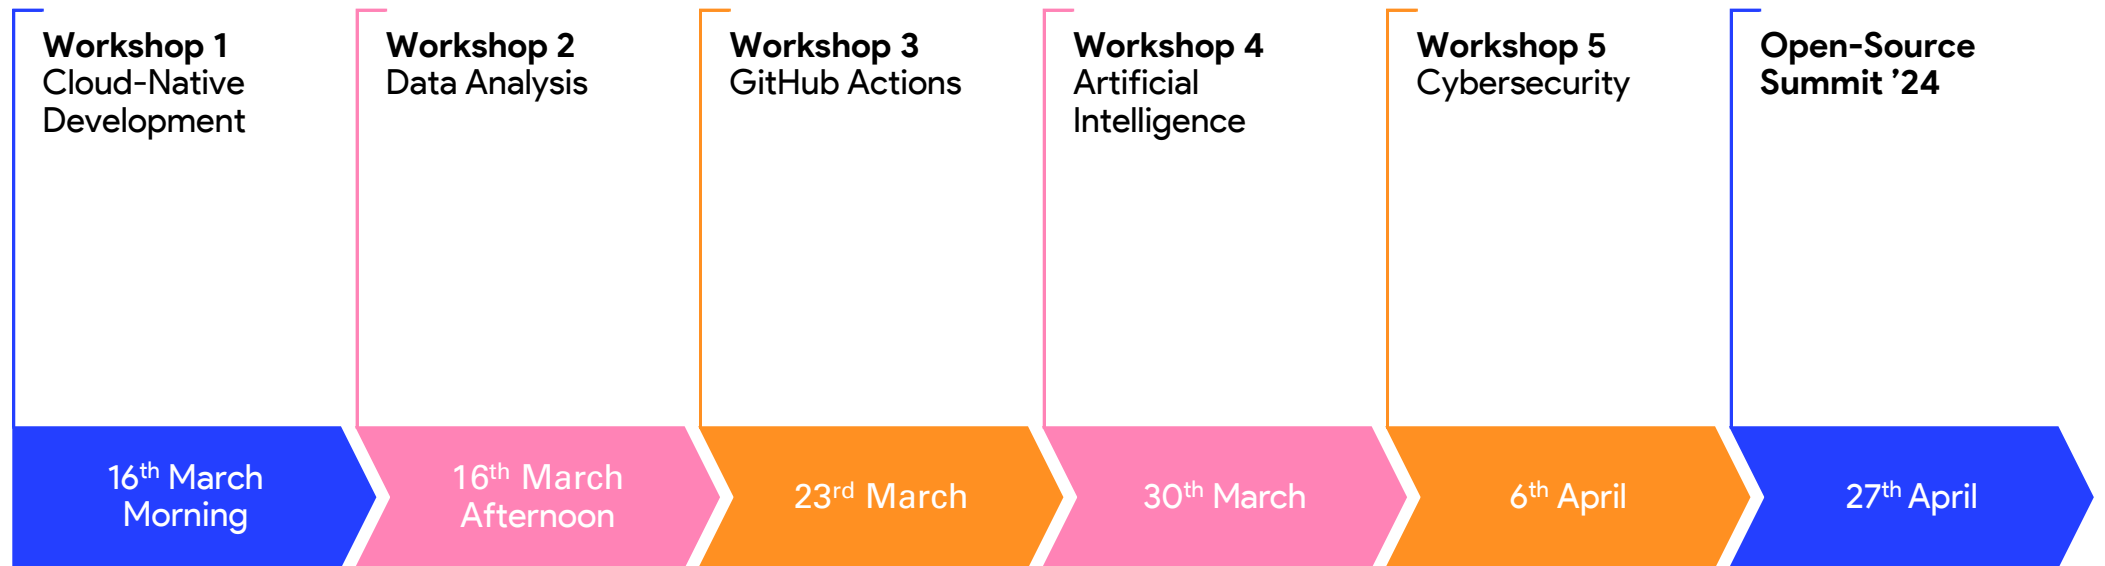 Workshop 1
Cloud-Native
Development
Workshop 2
Data Analysis
Workshop 3
GitHub Actions
Workshop 4
Artificial
Intelligence
Workshop 5
Cybersecurity
Open-Source
Summit ’24
16th March
Morning
16th March
Afternoon
23rd March
30th March
6th April
27th April